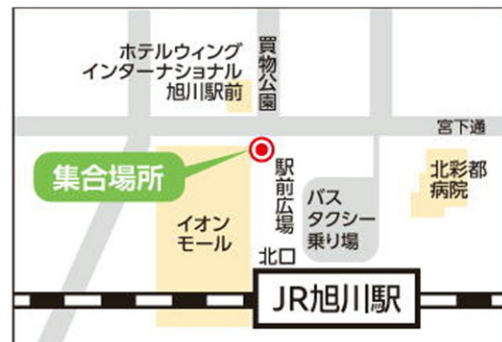 ホテルウィング
インターナショナル
旭川駅前
買物公園
宮下通
集合場所
駅前広場
北彩都
病院
バス
タクシー
乗り場
イオン
モール
北口
JR旭川駅